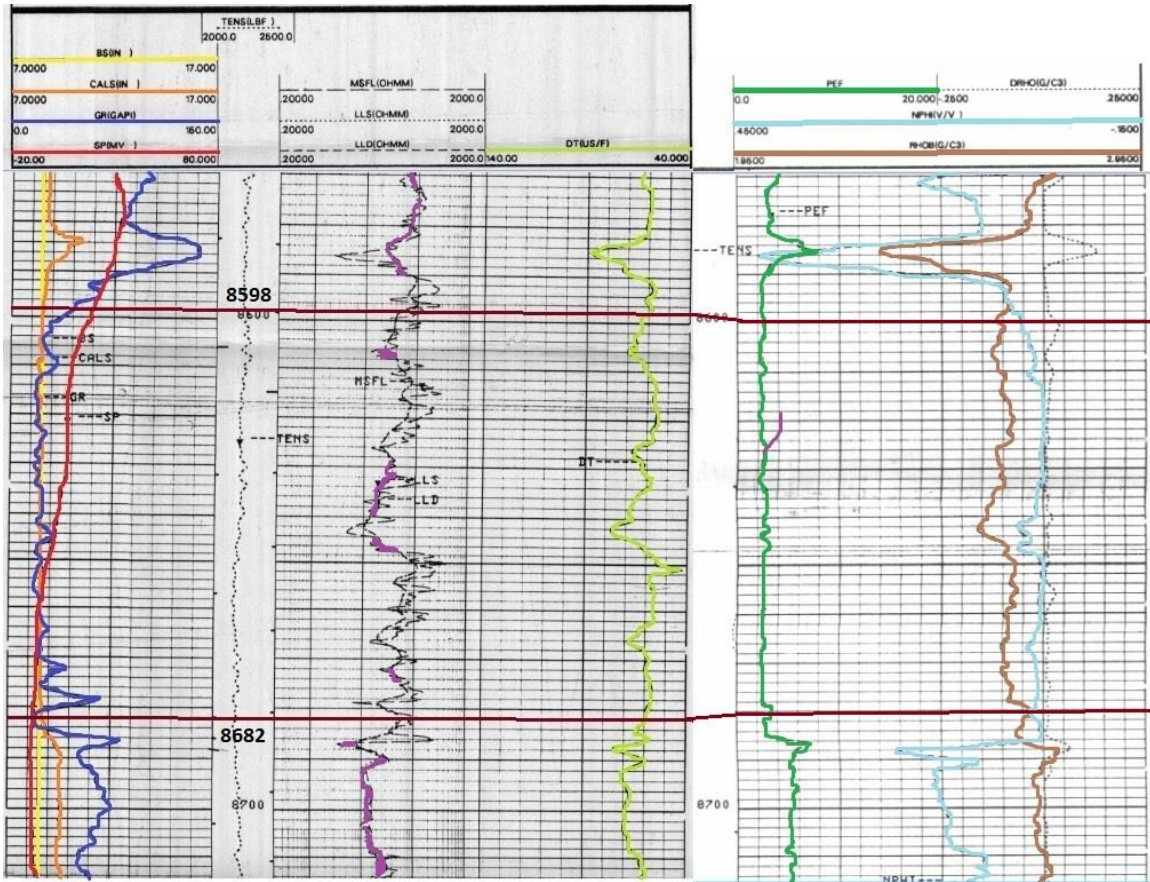 TENS(LBF )
2000.0 2600.0
BS(IN )
7.0000 17.000
CALS(IN )
7.0000 17.000
GR(GAPI)
0.0 150.00
SP(MV )
-20.00 80.000
MSFL(OHMM)
.20000 2000.0
LLS(OHMM)
.20000 2000.0
LLD(OHMM)
.20000 2000.0
DT(US/F)
140.00 40.000
PEF
0.0 20.000
DRHO(G/C3)
-.2500 .25000
NPHI(V/V )
.45000 -.1500
RHOB(G/C3)
1.9500 2.9500
PEF
TENS
8598
8600
8600
BS
CALS
MSFL
GR
SP
TENS
DT
LLS
LLD
8682
8700
8700
NPHI